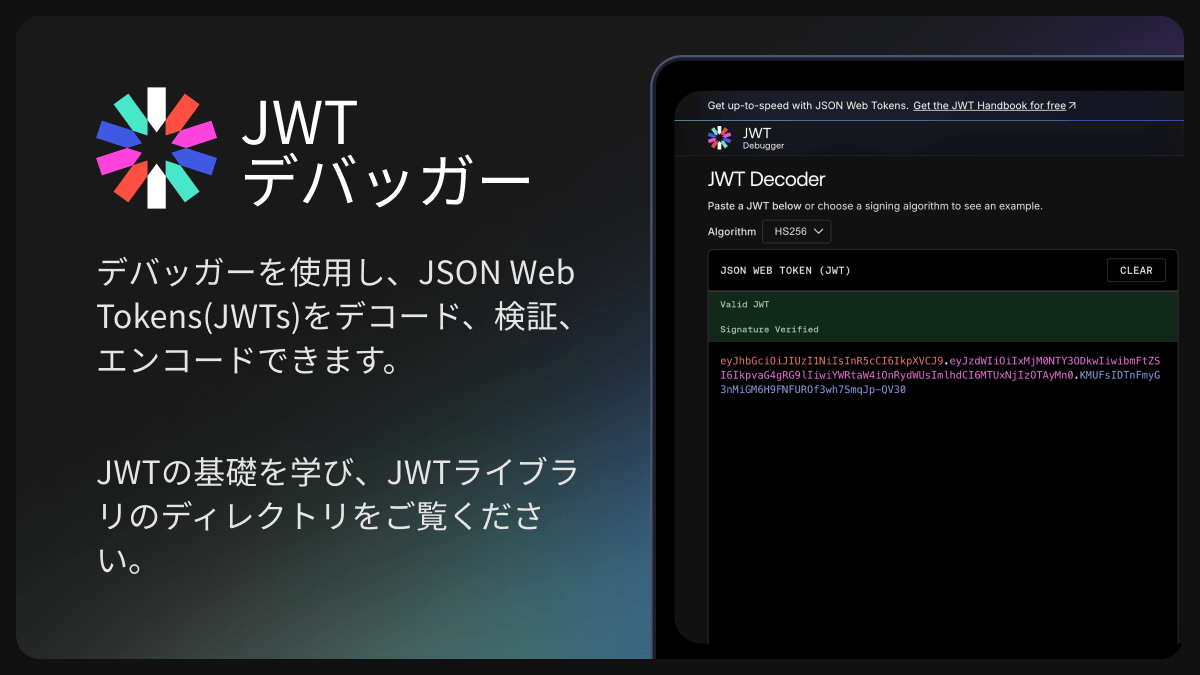 JWT
デバッガー
デバッガーを使用し、JSON Web
Tokens(JWTs)をデコード、検証、
エンコードできます。
JWTの基礎を学び、JWTライブラ
リのディレクトリをご覧くださ
い。
Get up-to-speed with JSON Web Tokens. Get the JWT Handbook for free
JWT
Debugger
JWT Decoder
Paste a JWT below or choose a signing algorithm to see an example.
Algorithm HS256
JSON WEB TOKEN (JWT) CLEAR
Valid JWT
Signature Verified
eyJhbGciOiJIUzI1NiIsInR5cCI6IkpXVCJ9.eyJzdWIiOiIxMjM0NTY3ODkwIiwibmFtZS
I6IkpvaG4gRG9lIiwiYWRtaW4iOnRydWUsImlhdCI6MTUxNjIzOTAyMn0.KMUFsIDTnFmyG
3nMiGM6H9FNFUROf3wh7SmqJp-QV30